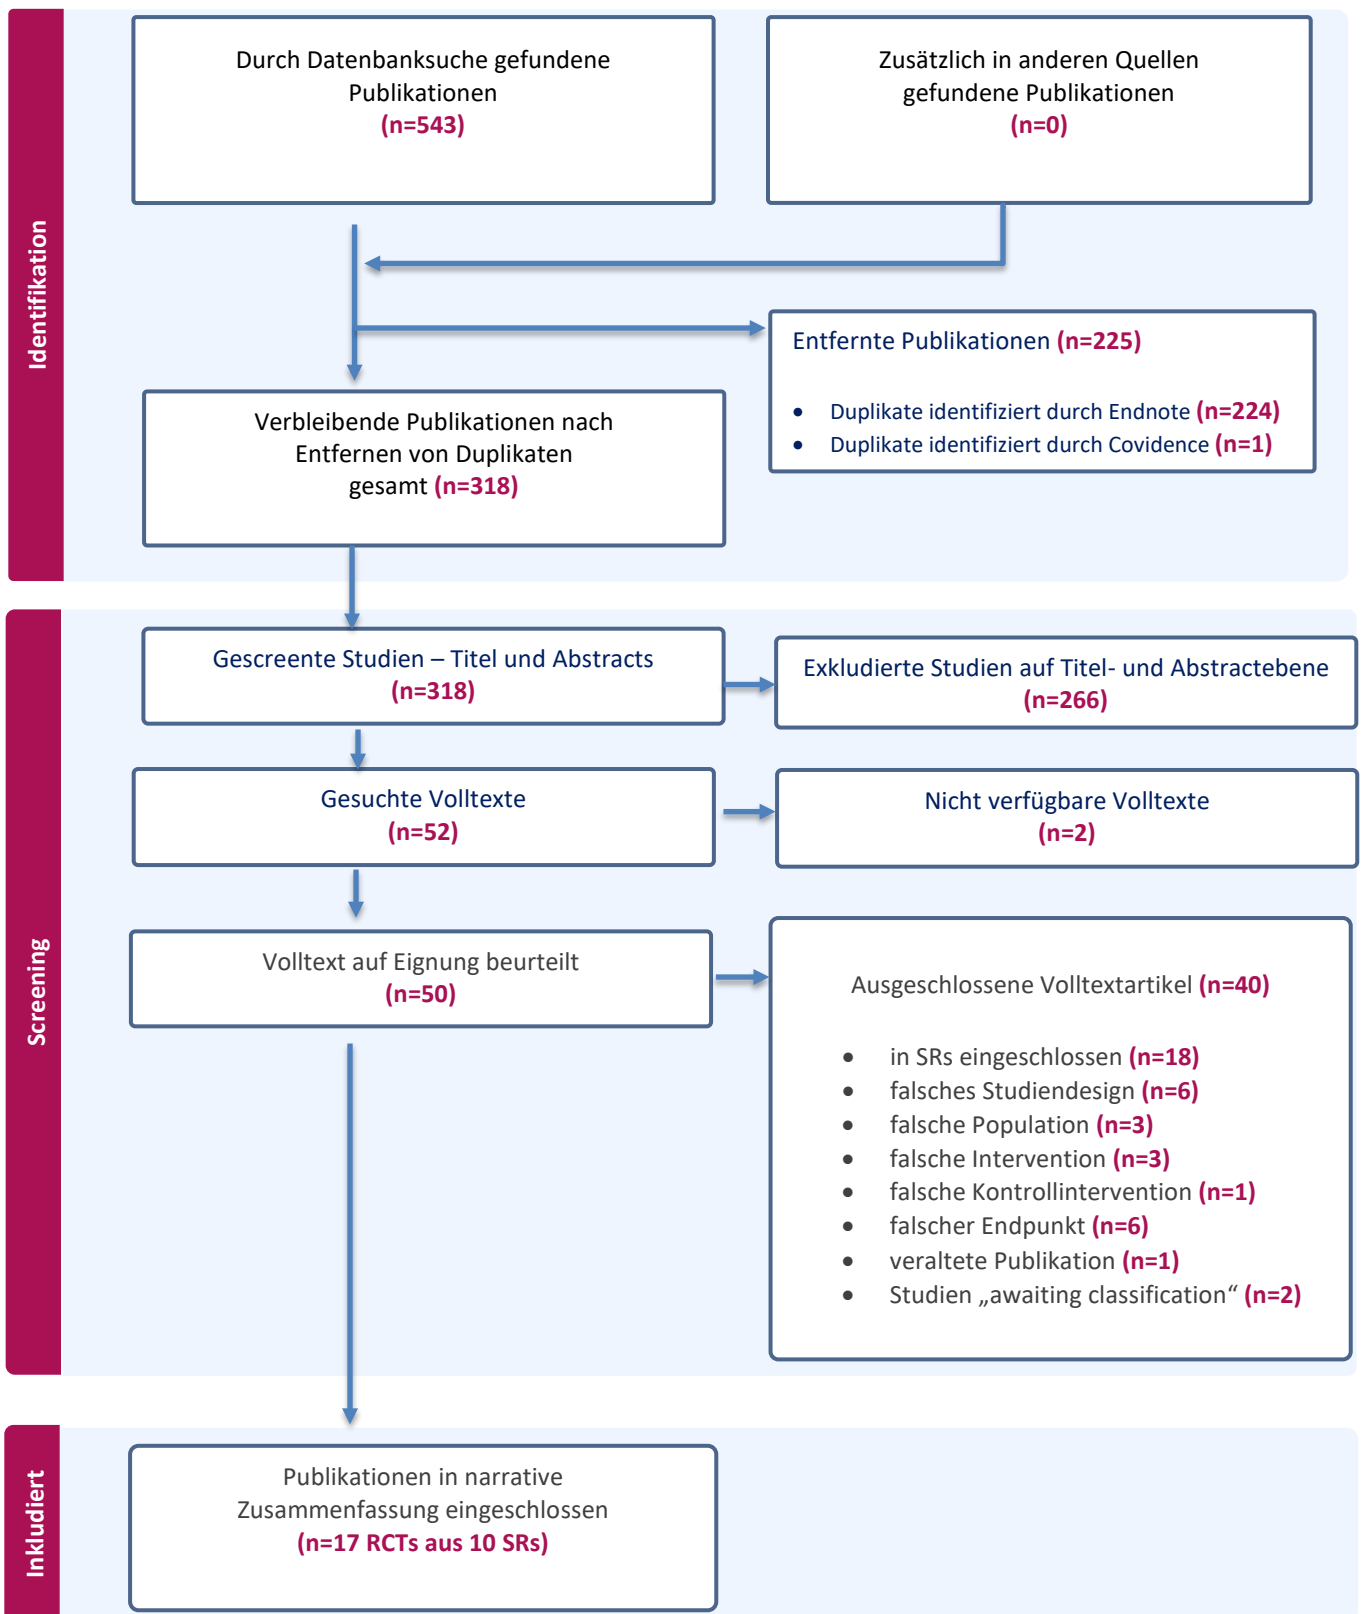 Identifikation
Durch Datenbanksuche gefundene
Publikationen
(n=543)
Zusätzlich in anderen Quellen
gefundene Publikationen
(n=0)
Entfernte Publikationen (n=225)
• Duplikate identifiziert durch Endnote (n=224)
• Duplikate identifiziert durch Covidence (n=1)
Verbleibende Publikationen nach
Entfernen von Duplikaten
gesamt (n=318)
Screening
Gescreente Studien – Titel und Abstracts
(n=318)
Exkludierte Studien auf Titel- und Abstractebene
(n=266)
Gesuchte Volltexte
(n=52)
Nicht verfügbare Volltexte
(n=2)
Volltext auf Eignung beurteilt
(n=50)
Ausgeschlossene Volltextartikel (n=40)
• in SRs eingeschlossen (n=18)
• falsches Studiendesign (n=6)
• falsche Population (n=3)
• falsche Intervention (n=3)
• falsche Kontrollintervention (n=1)
• falscher Endpunkt (n=6)
• veraltete Publikation (n=1)
• Studien „awaiting classification“ (n=2)
Inkludiert
Publikationen in narrative
Zusammenfassung eingeschlossen
(n=17 RCTs aus 10 SRs)